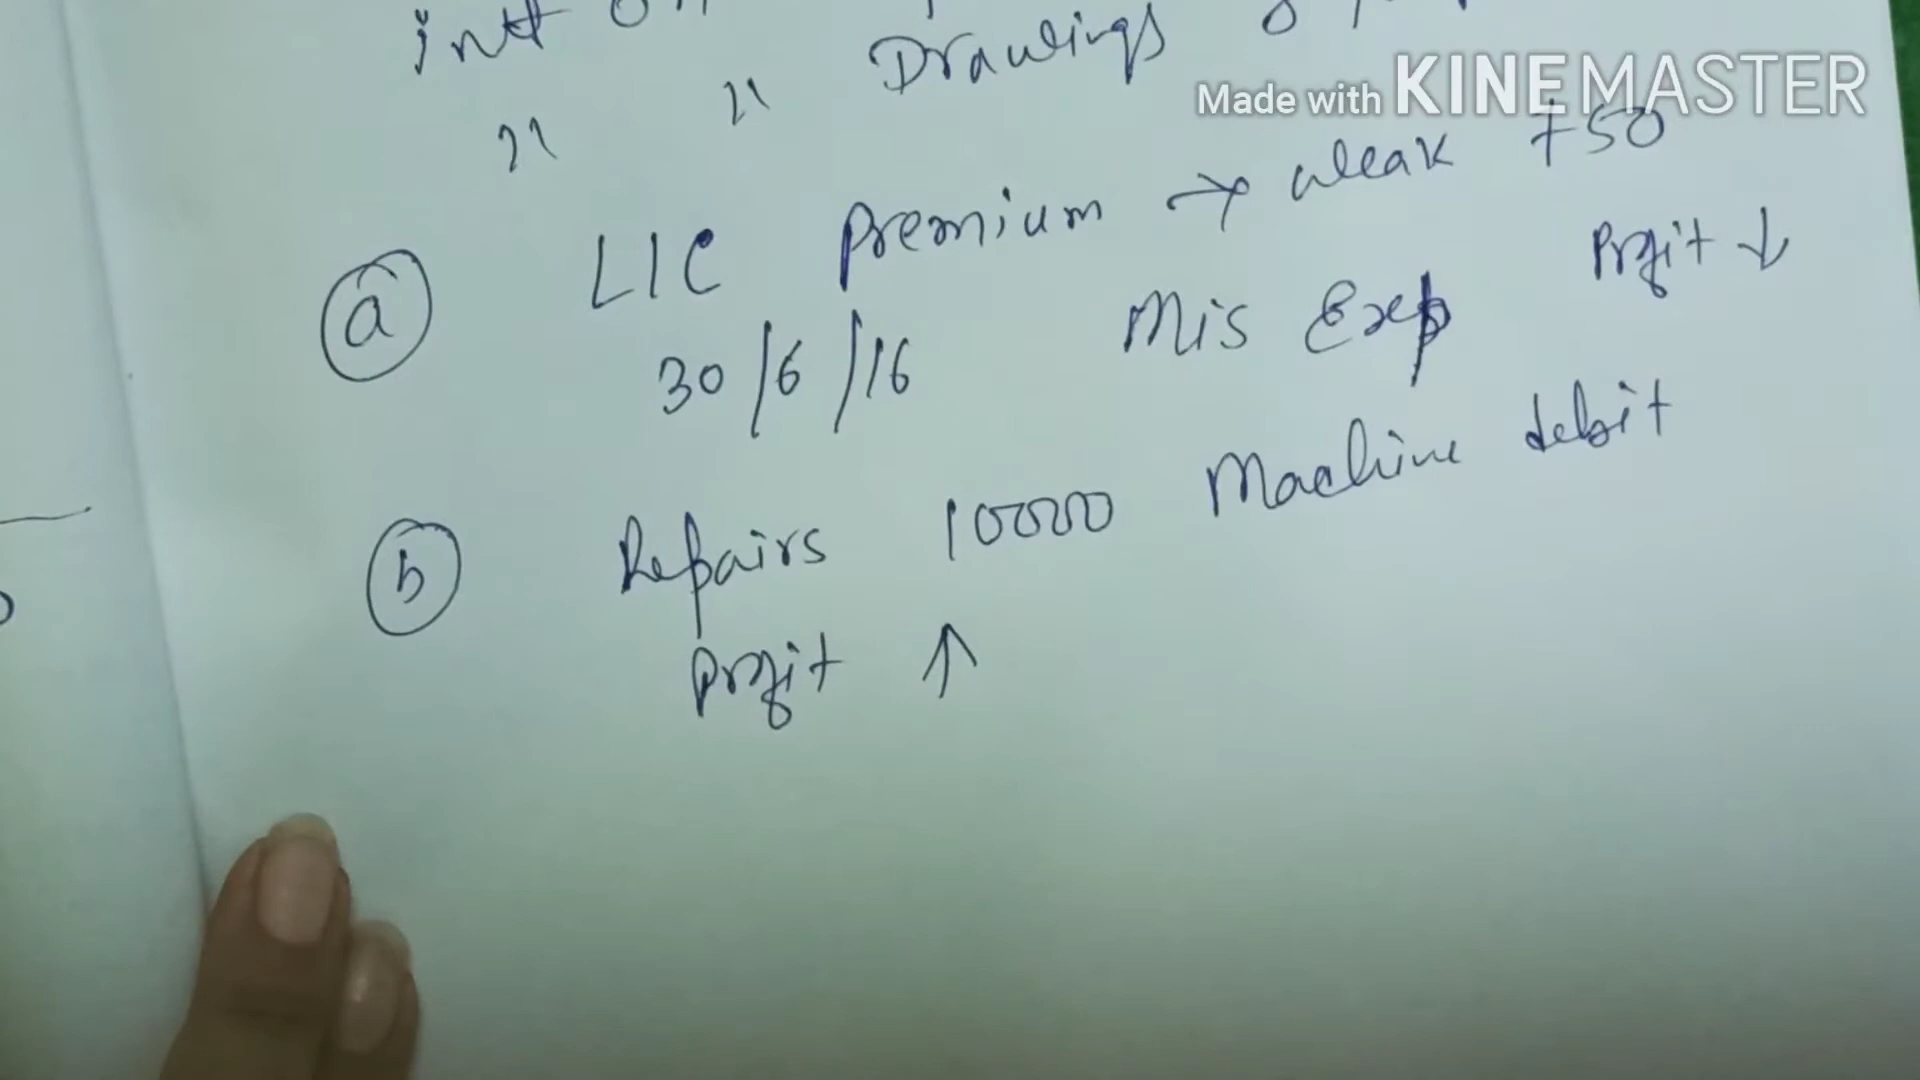 int
" " Drawings
Made with KINEMASTER
a LIC Premium → weak 750
30/6/16 Mis Exp Profit ↓
b Repairs 10000 Machine debit
Profit ↑